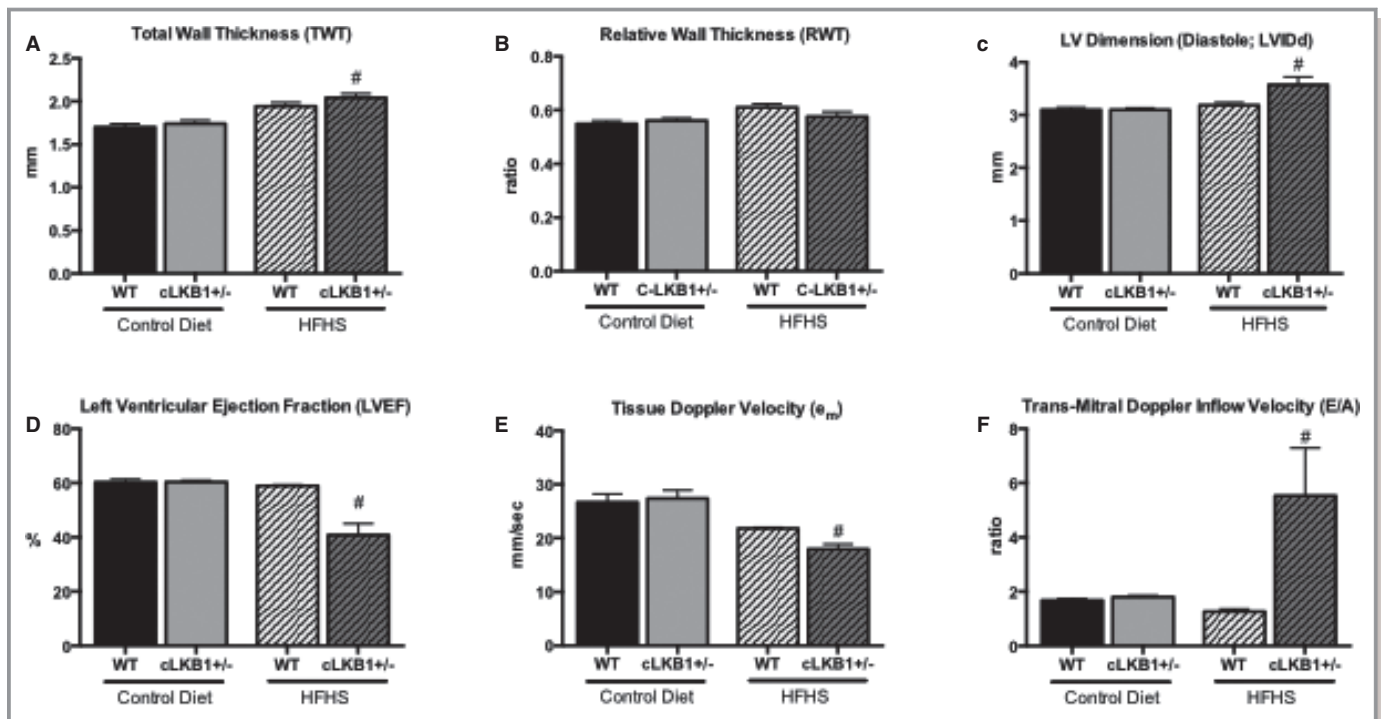 A
Total Wall Thickness (TWT)
2.5
2.0
1.5
1.0
0.5
0.0
mm
#
WT cLKB1+/- WT cLKB1+/-
Control Diet HFHS
B
Relative Wall Thickness (RWT)
0.8
0.6
0.4
0.2
0.0
ratio
WT C-LKB1+/- WT C-LKB1+/-
Control Diet HFHS
c
LV Dimension (Diastole; LVIDd)
4
3
2
1
0
mm
#
WT cLKB1+/- WT cLKB1+/-
Control Diet HFHS
D
Left Ventricular Ejection Fraction (LVEF)
80
60
40
20
0
%
#
WT cLKB1+/- WT cLKB1+/-
Control Diet HFHS
E
Tissue Doppler Velocity (em)
40
30
20
10
0
mm/sec
#
WT cLKB1+/- WT cLKB1+/-
Control Diet HFHS
F
Trans-Mitral Doppler Inflow Velocity (E/A)
8
6
4
2
0
ratio
#
WT cLKB1+/- WT cLKB1+/-
Control Diet HFHS